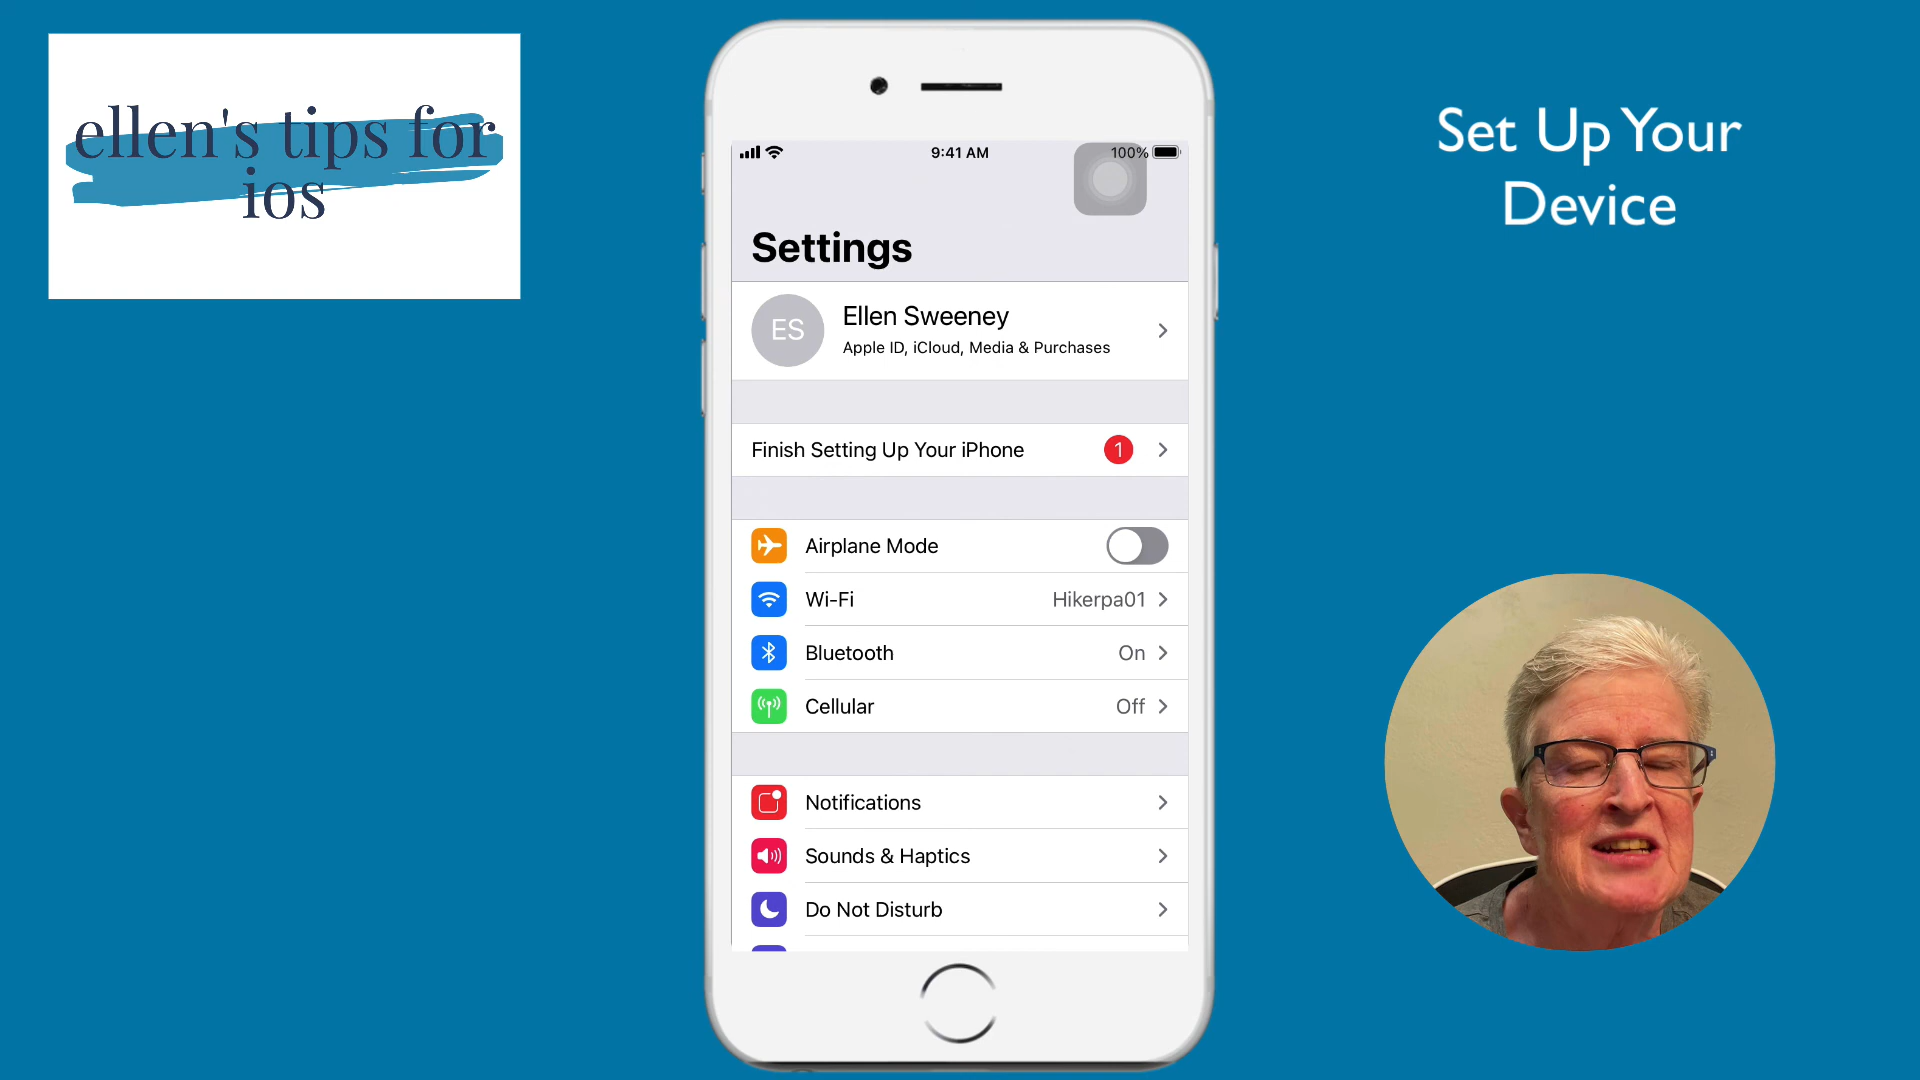 ellen's tips for
ios
Set Up Your
Device
9:41 AM
100%
Settings
ES
Ellen Sweeney
Apple ID, iCloud, Media & Purchases
Finish Setting Up Your iPhone
1
Airplane Mode
Wi-Fi
Hikerpa01
Bluetooth
On
Cellular
Off
Notifications
Sounds & Haptics
Do Not Disturb